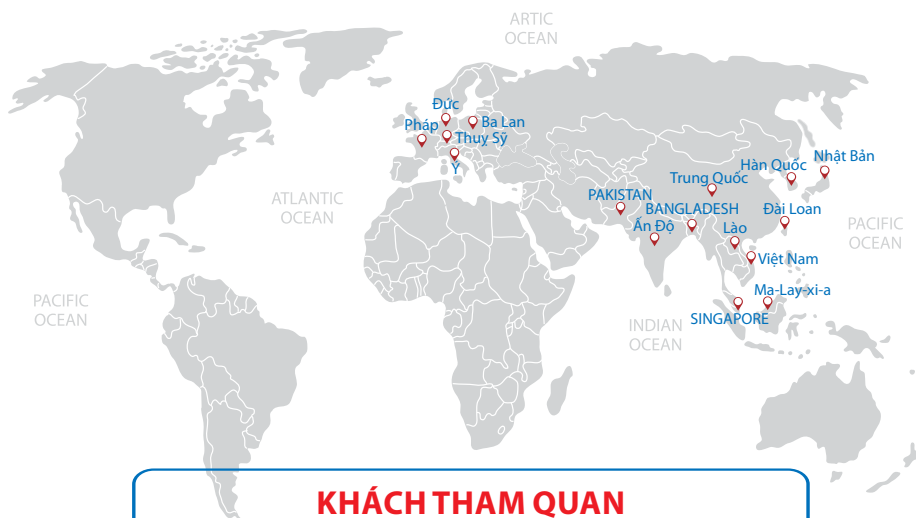 ARTIC
OCEAN
Đức
Pháp
Ba Lan
Thuỵ Sỹ
Ý
ATLANTIC
OCEAN
Nhật Bản
Hàn Quốc
Trung Quốc
PAKISTAN
BANGLADESH
Đài Loan
Ấn Độ
Lào
PACIFIC
OCEAN
Việt Nam
Ma-Lay-xi-a
PACIFIC
OCEAN
SINGAPORE
INDIAN
OCEAN
KHÁCH THAM QUAN